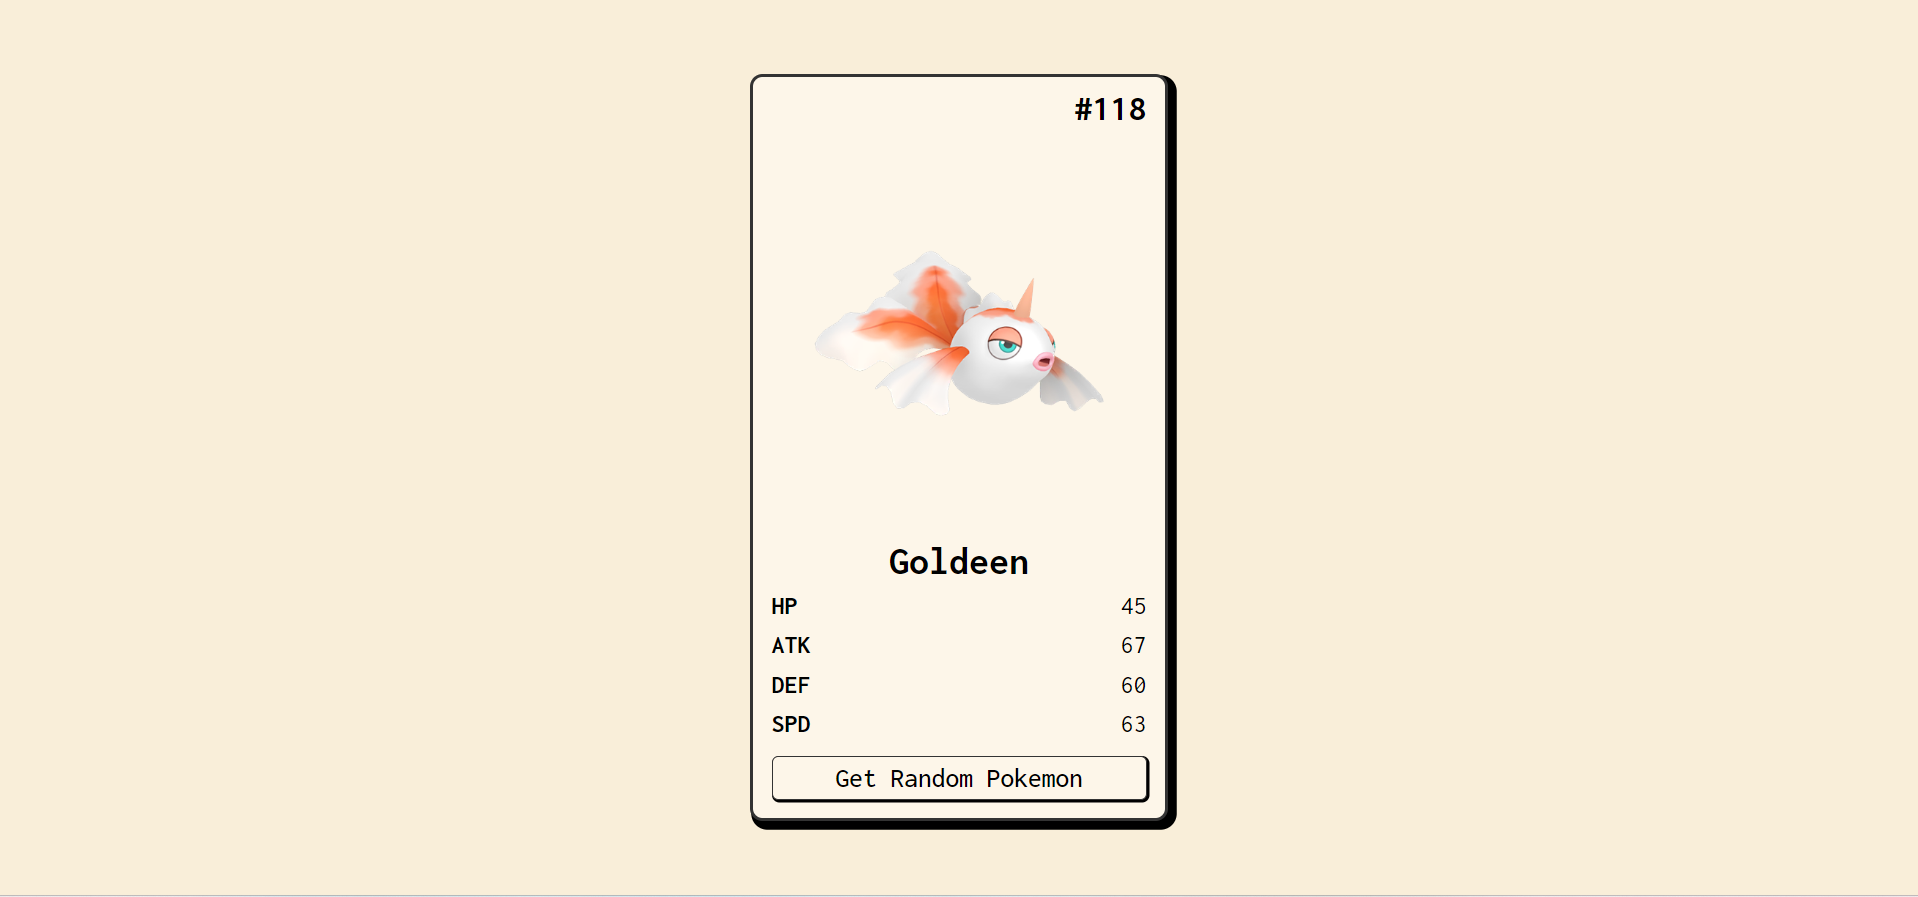 #118
Goldeen
HP 45
ATK 67
DEF 60
SPD 63
Get Random Pokemon